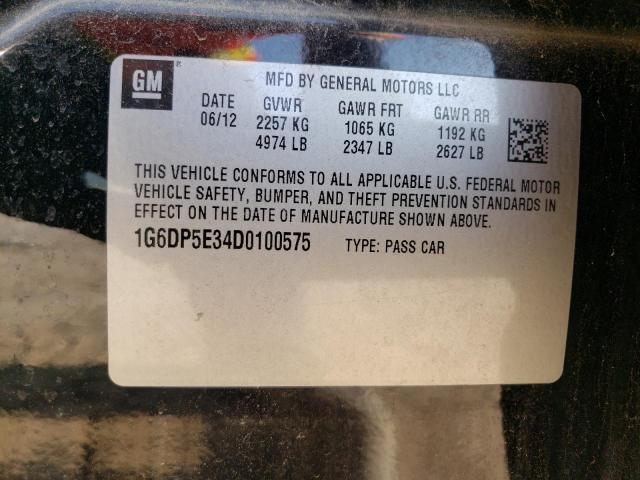 GM
MFD BY GENERAL MOTORS LLC
DATE GVWR GAWR FRT GAWR RR
06/12 2257 KG 1065 KG 1192 KG
4974 LB 2347 LB 2627 LB
THIS VEHICLE CONFORMS TO ALL APPLICABLE U.S. FEDERAL MOTOR
VEHICLE SAFETY, BUMPER, AND THEFT PREVENTION STANDARDS IN
EFFECT ON THE DATE OF MANUFACTURE SHOWN ABOVE.
1G6DP5E34D0100575 TYPE: PASS CAR